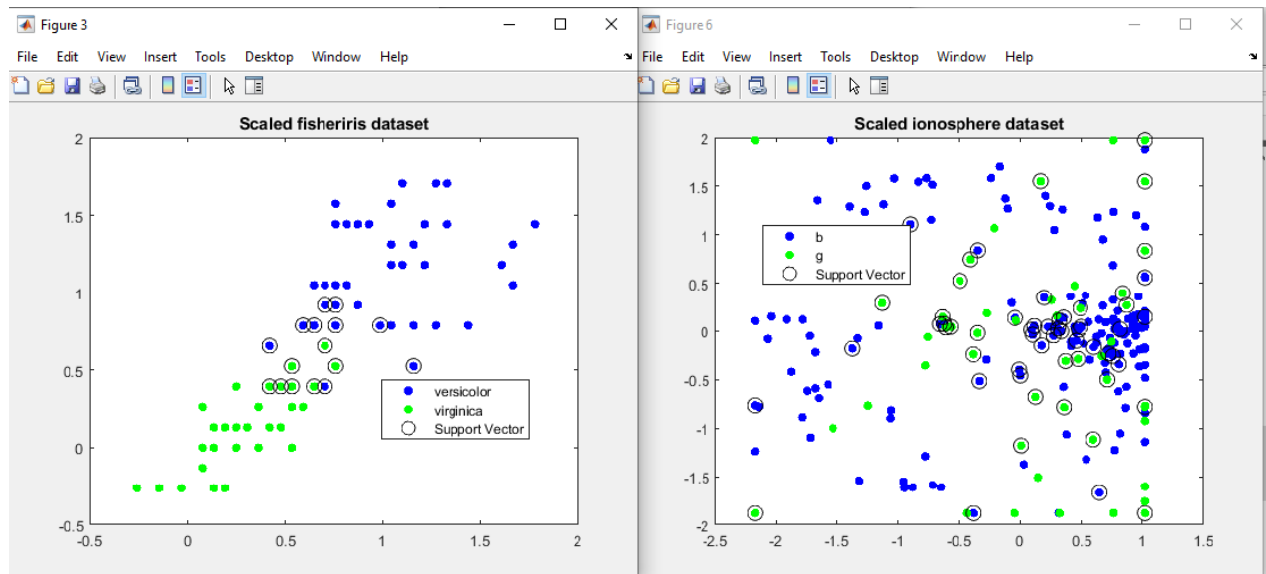 Figure 3
File Edit View Insert Tools Desktop Window Help
Scaled fisheriris dataset
2
1.5
1
0.5
0
-0.5
-0.5 0 0.5 1 1.5 2
versicolor
virginica
Support Vector
Figure 6
File Edit View Insert Tools Desktop Window Help
Scaled ionosphere dataset
2
1.5
1
0.5
0
-0.5
-1
-1.5
-2
-2.5 -2 -1.5 -1 -0.5 0 0.5 1 1.5
b
g
Support Vector